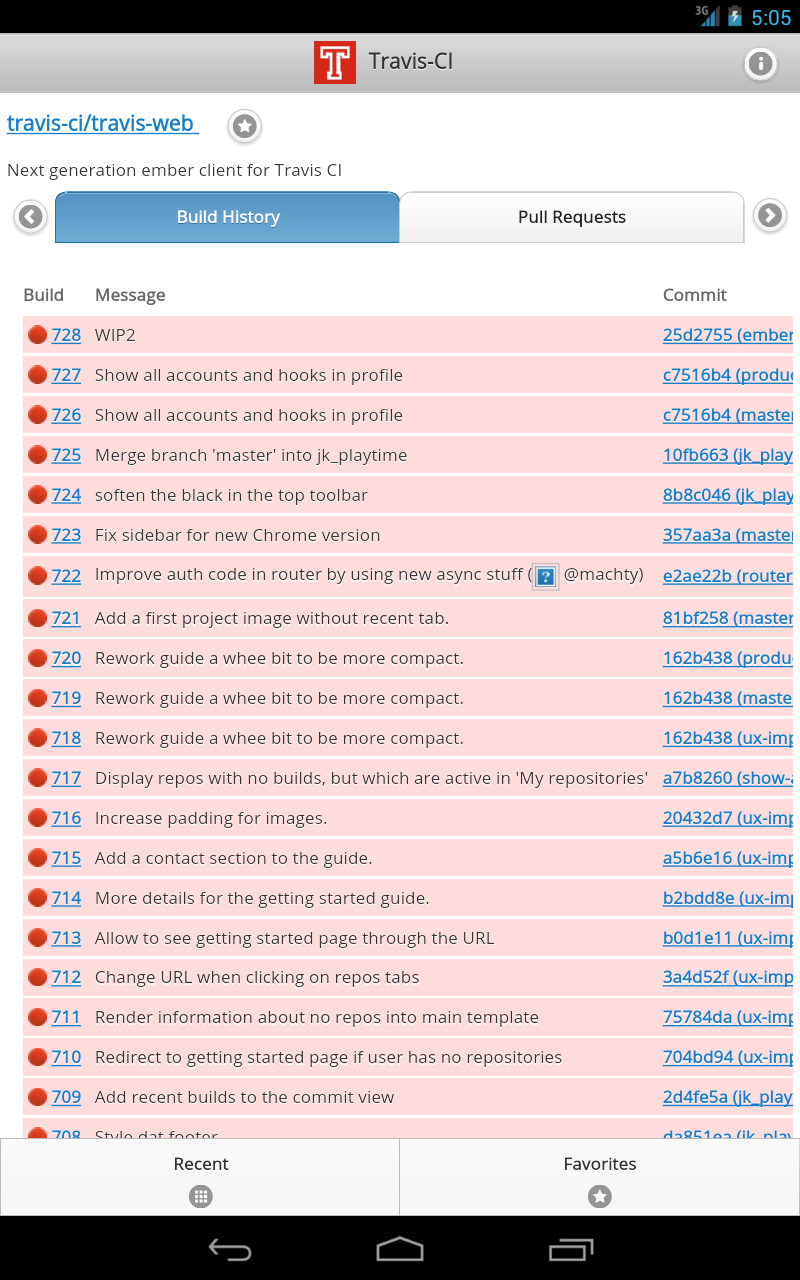 3G 5:05
Travis-CI
travis-ci/travis-web
Next generation ember client for Travis CI
Build History Pull Requests
Build Message Commit
728 WIP2 25d2755 (ember
727 Show all accounts and hooks in profile c7516b4 (produc
726 Show all accounts and hooks in profile c7516b4 (master
725 Merge branch 'master' into jk_playtime 10fb663 (jk_play
724 soften the black in the top toolbar 8b8c046 (jk_play
723 Fix sidebar for new Chrome version 357aa3a (master
722 Improve auth code in router by using new async stuff (? @machty) e2ae22b (router
721 Add a first project image without recent tab. 81bf258 (master
720 Rework guide a whee bit to be more compact. 162b438 (produ
719 Rework guide a whee bit to be more compact. 162b438 (maste
718 Rework guide a whee bit to be more compact. 162b438 (ux-imp
717 Display repos with no builds, but which are active in 'My repositories' a7b8260 (show-a
716 Increase padding for images. 20432d7 (ux-imp
715 Add a contact section to the guide. a5b6e16 (ux-imp
714 More details for the getting started guide. b2bdd8e (ux-imp
713 Allow to see getting started page through the URL b0d1e11 (ux-imp
712 Change URL when clicking on repos tabs 3a4d52f (ux-imp
711 Render information about no repos into main template 75784da (ux-imp
710 Redirect to getting started page if user has no repositories 704bd94 (ux-imp
709 Add recent builds to the commit view 2d4fe5a (jk_play
708 Style dat footer da851ea (jk_play
Recent Favorites